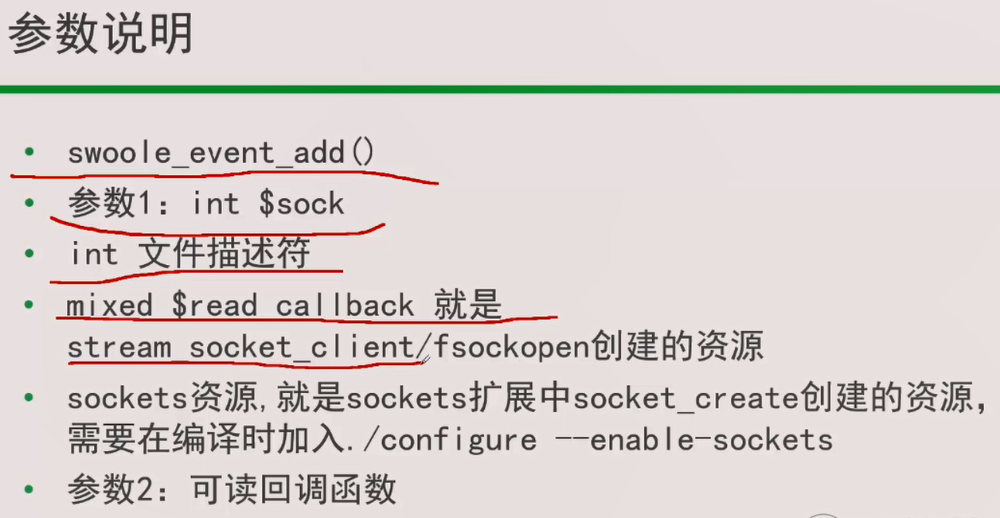 参数说明
• swoole_event_add()
• 参数1：int $sock
• int 文件描述符
• mixed $read_callback 就是
stream_socket_client/fsockopen创建的资源
• sockets资源,就是sockets扩展中socket_create创建的资源，
需要在编译时加入./configure --enable-sockets
• 参数2：可读回调函数